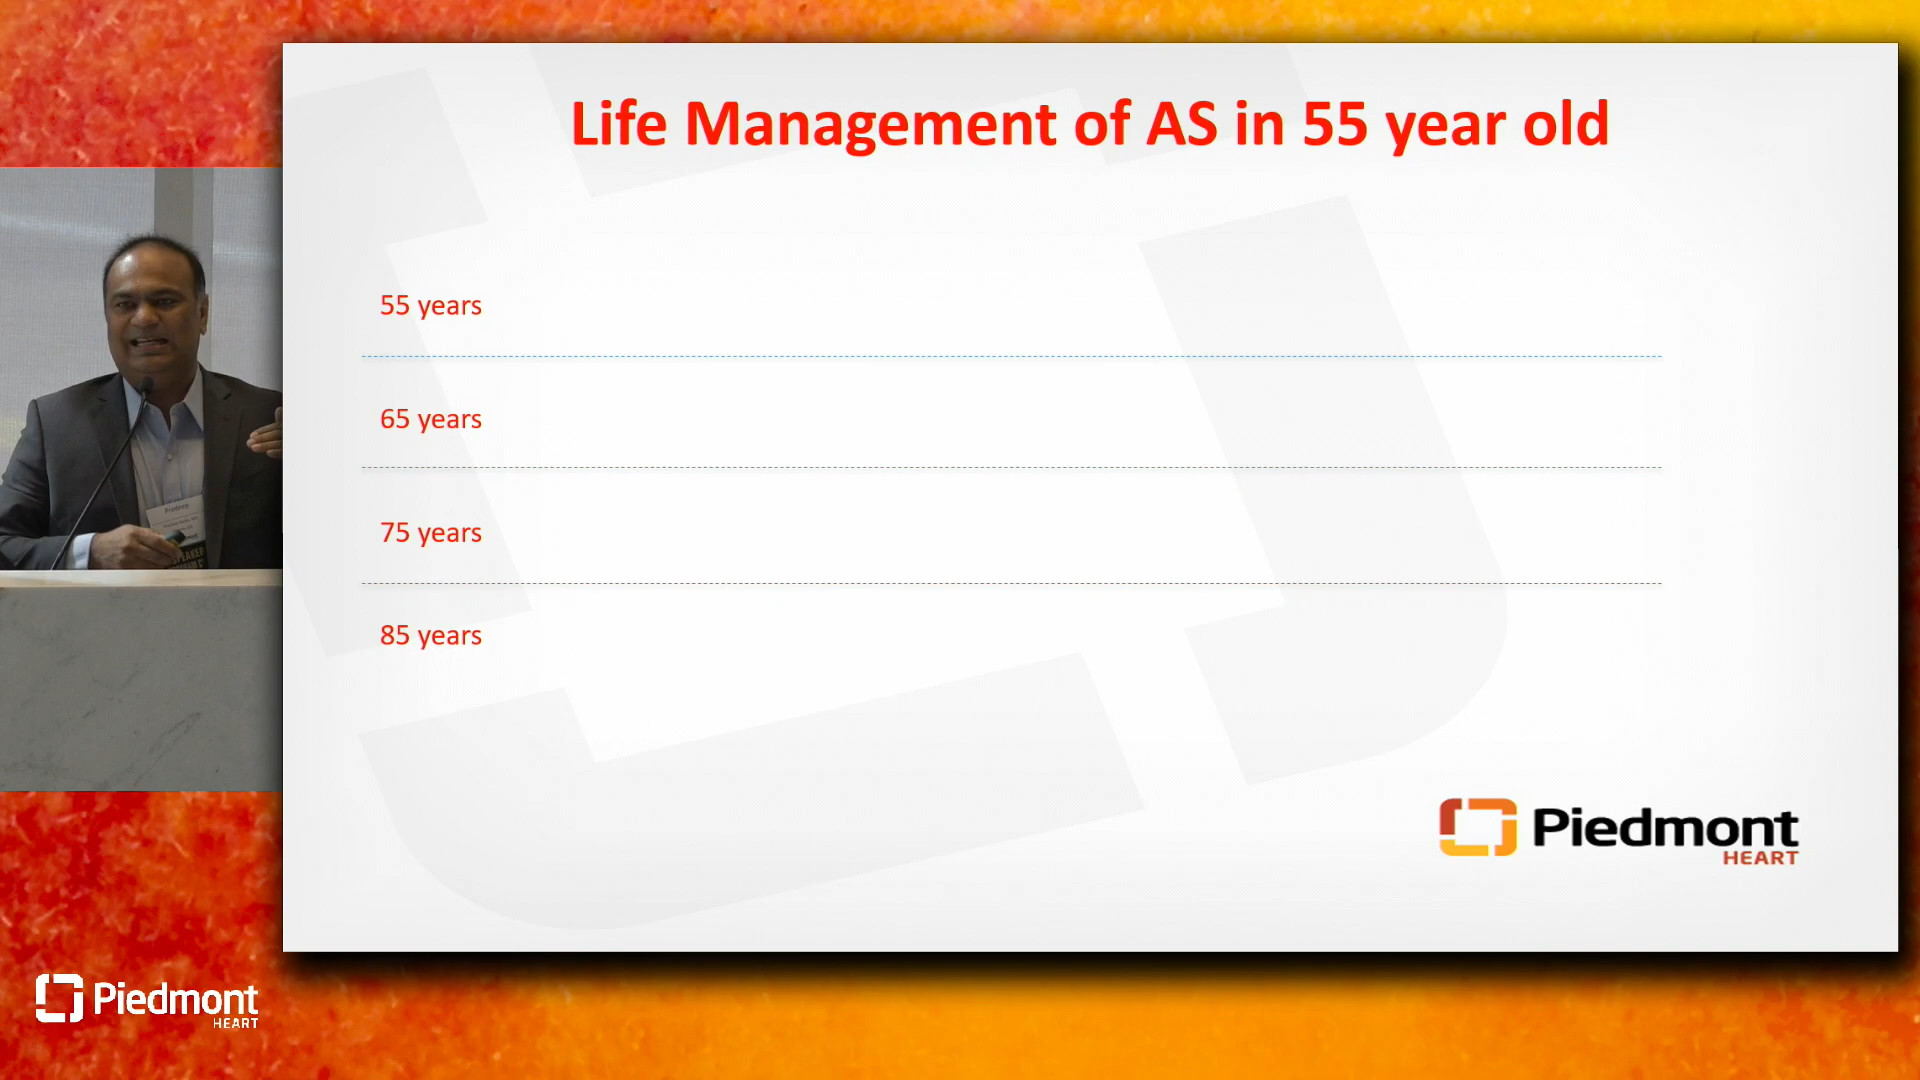 Life Management of AS in 55 year old
55 years
65 years
75 years
85 years
Piedmont
HEART
Pradeep
Piedmont
HEART